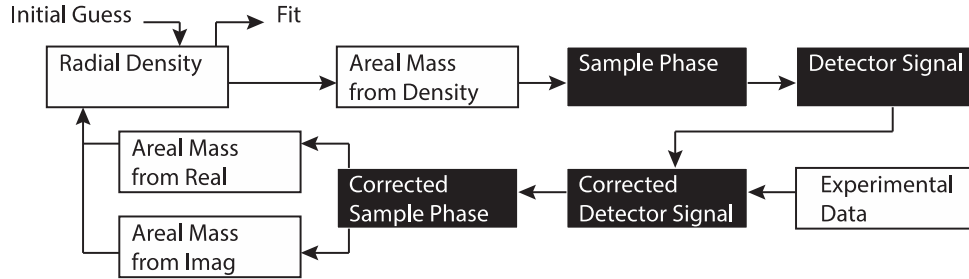 Initial Guess
Fit
Radial Density
Areal Mass
from Density
Sample Phase
Detector Signal
Areal Mass
from Real
Corrected
Sample Phase
Corrected
Detector Signal
Experimental
Data
Areal Mass
from Imag